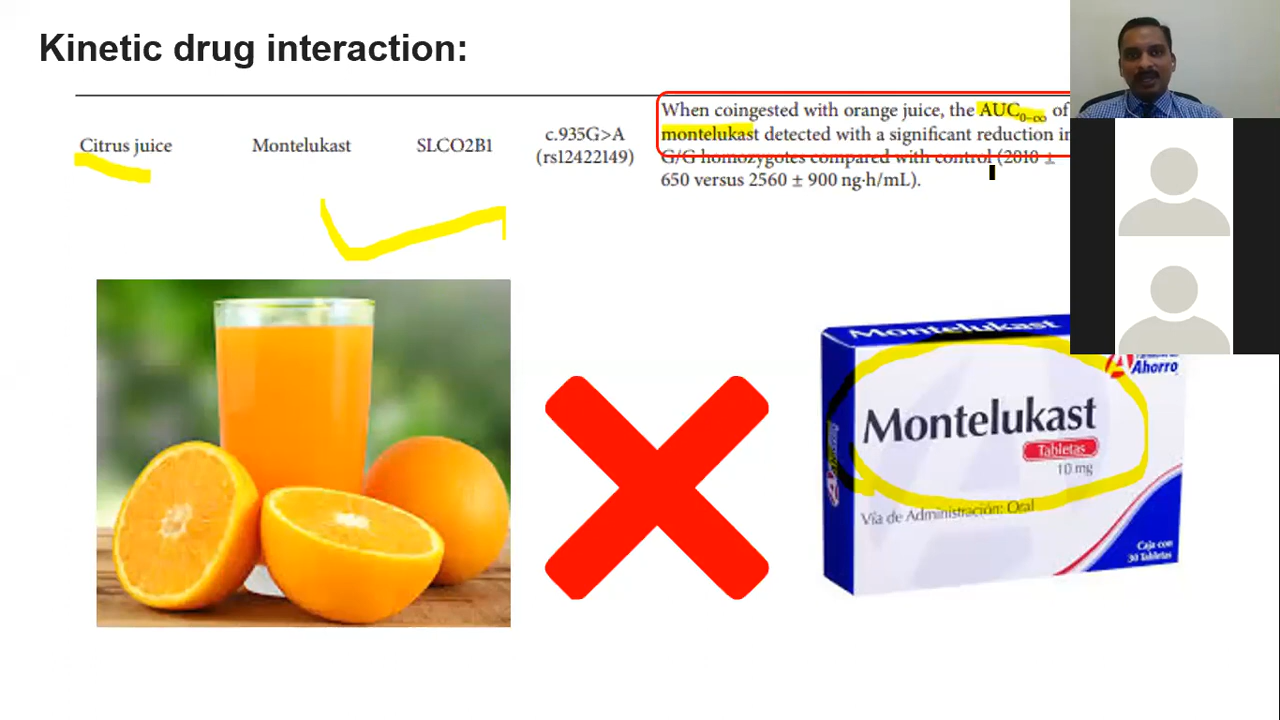 Kinetic drug interaction:
Citrus juice
Montelukast
SLCO2B1
c.935G>A
(rs12422149)
When coingested with orange juice, the AUC0–∞ of
montelukast detected with a significant reduction in
G/G homozygotes compared with control (2010 ±
650 versus 2560 ± 900 ng·h/mL).
Montelukast
Ahorro
Montelukast
Tabletas
10 mg
Vía de Administración: Oral
Caja con
30 Tabletas